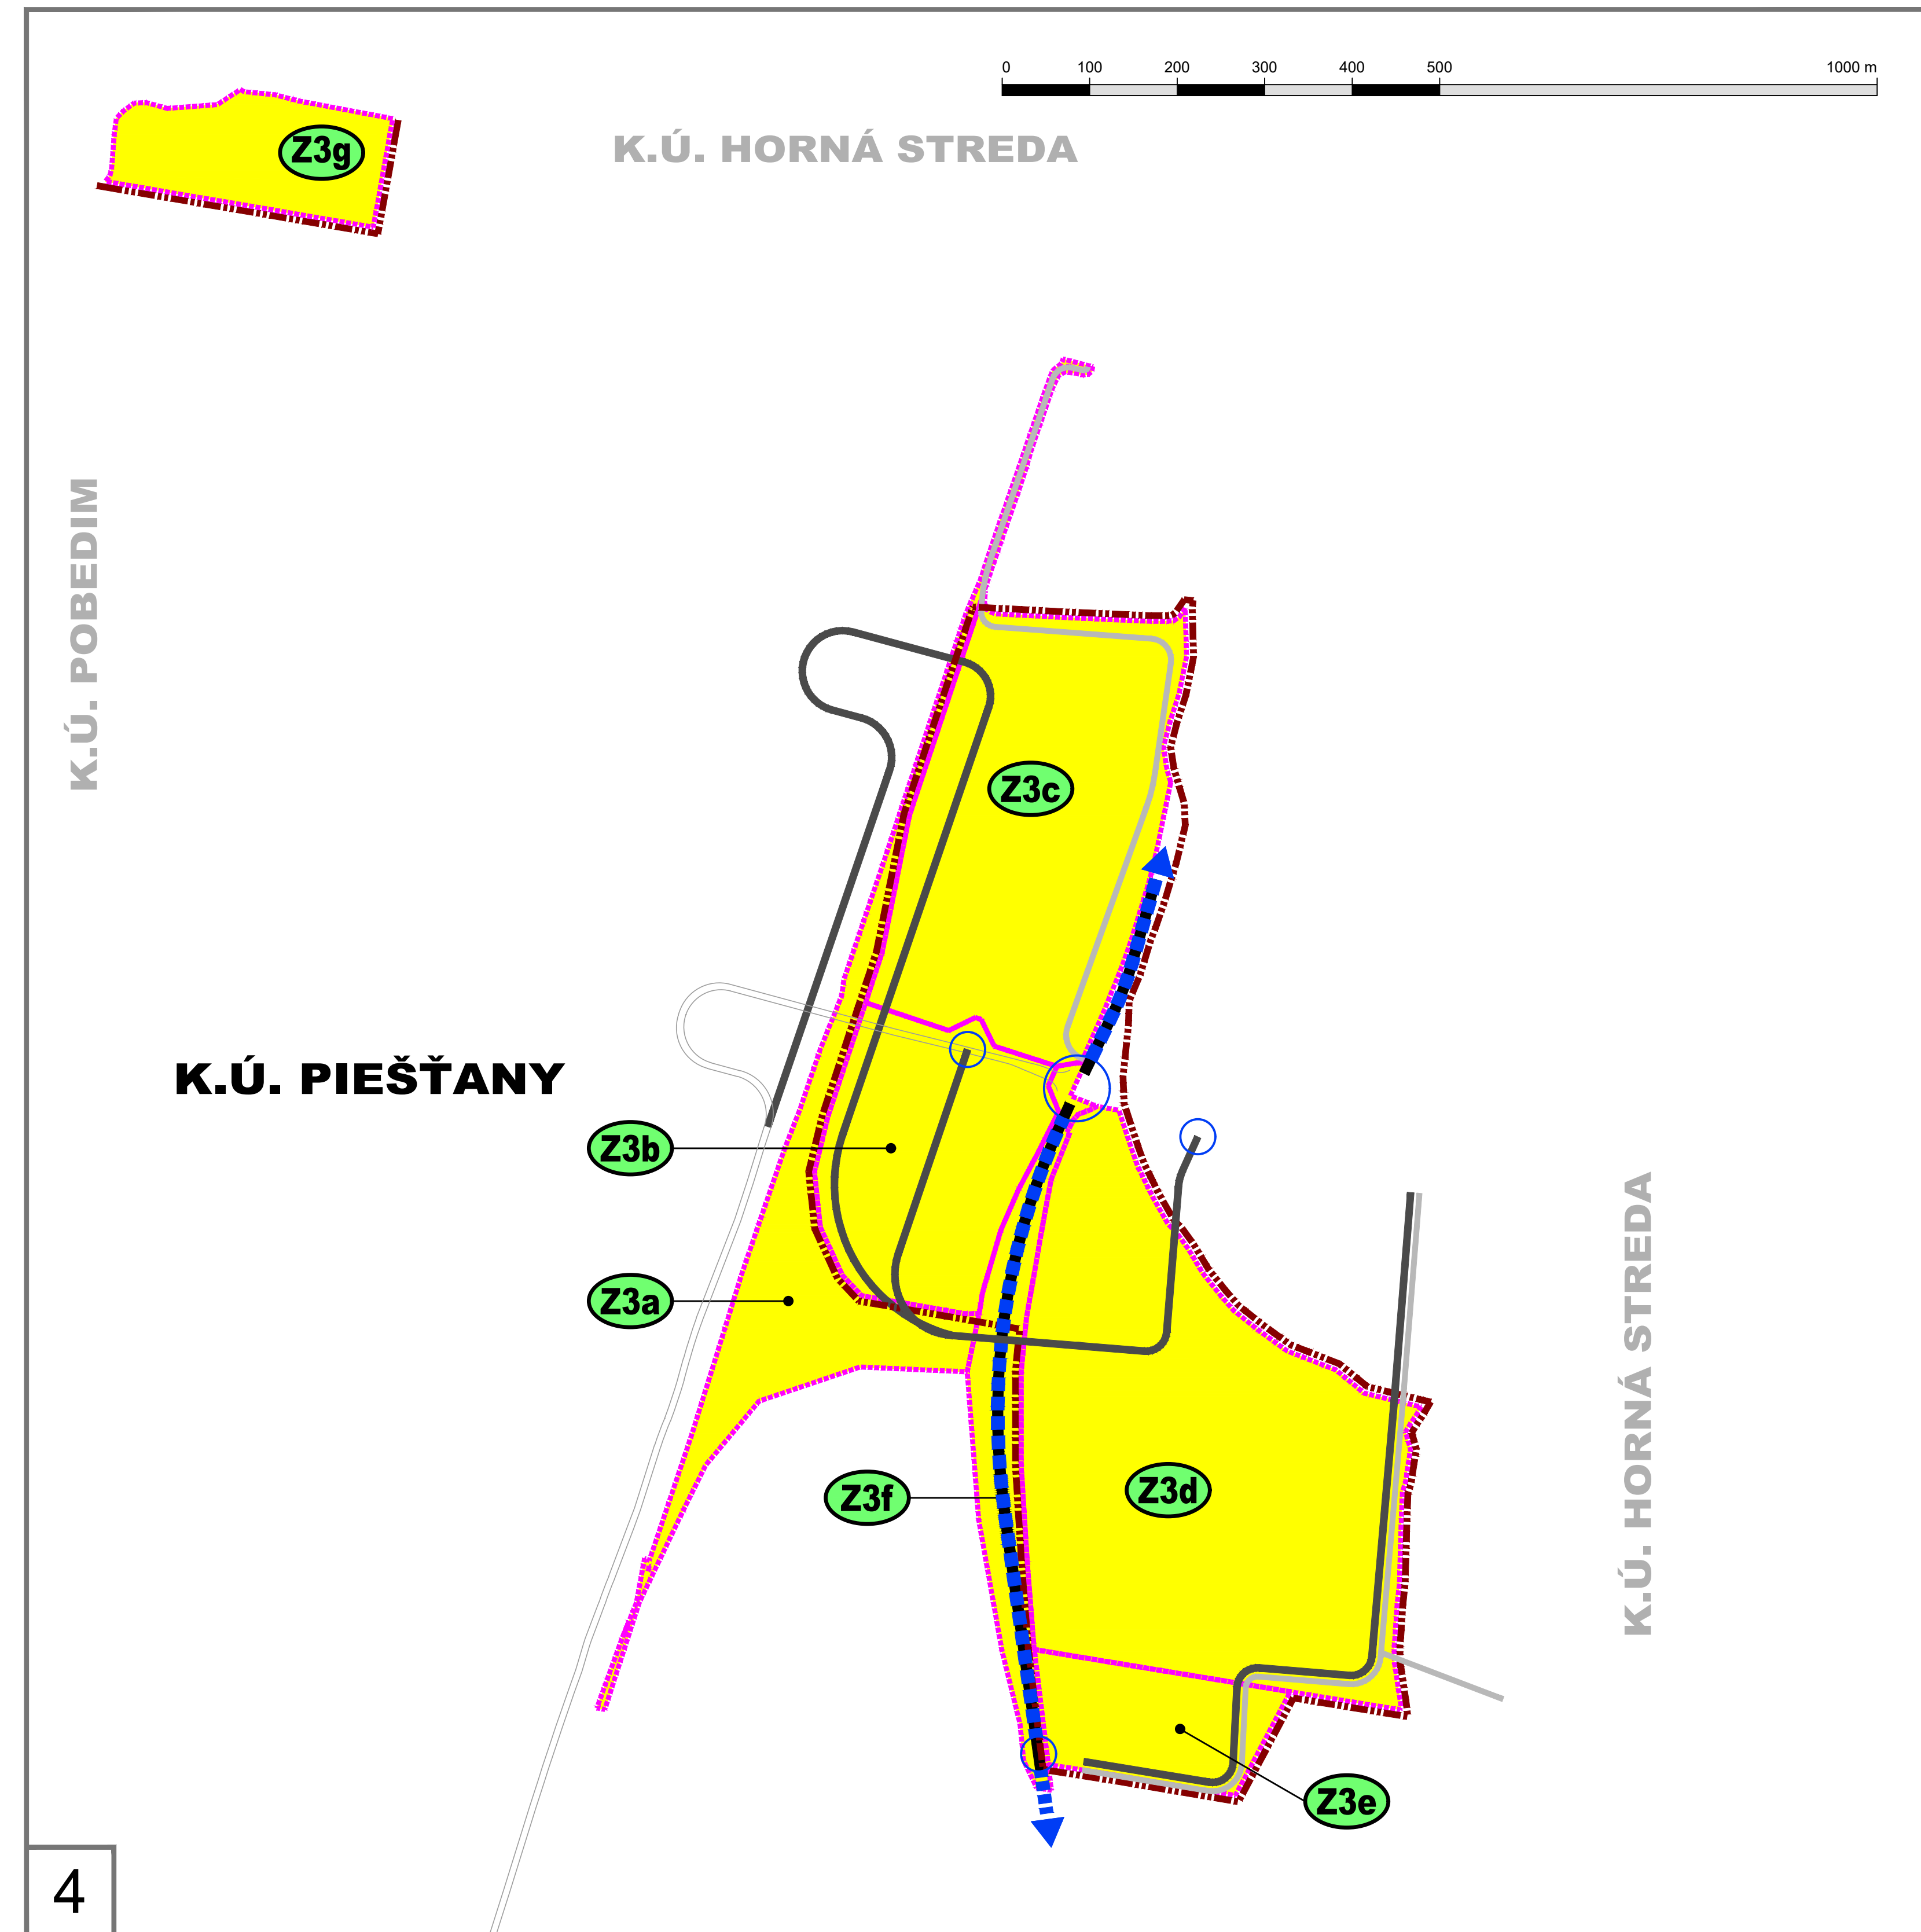 0 100 200 300 400 500 1000 m
Z3g
K.Ú. HORNÁ STREDA
K.Ú. POBEDIM
Z3c
K.Ú. PIEŠŤANY
Z3b
Z3a
K.Ú. HORNÁ STREDA
Z3f
Z3d
Z3e
4